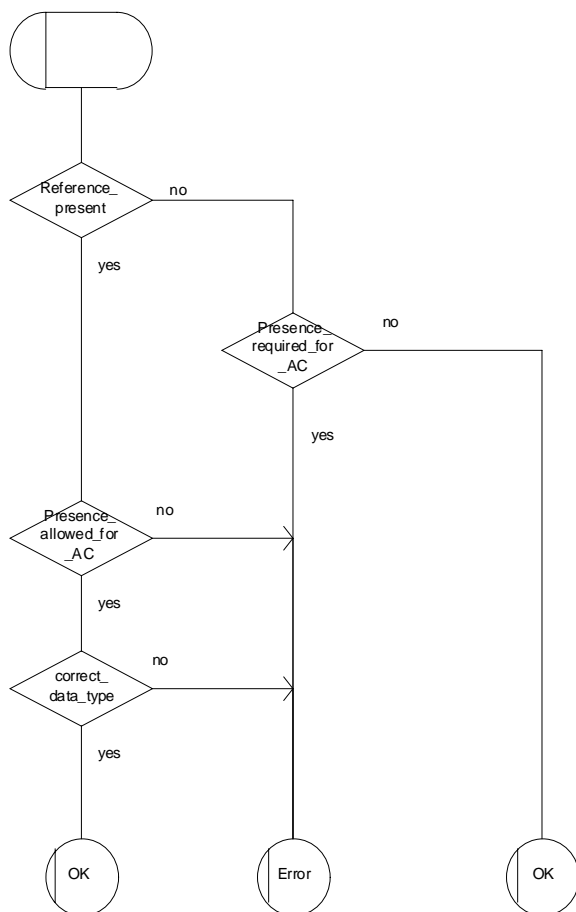 Reference_
present
no
yes
Presence_
required_for
_AC
no
yes
Presence_
allowed_for
_AC
no
yes
correct_
data_type
no
yes
OK
Error
OK